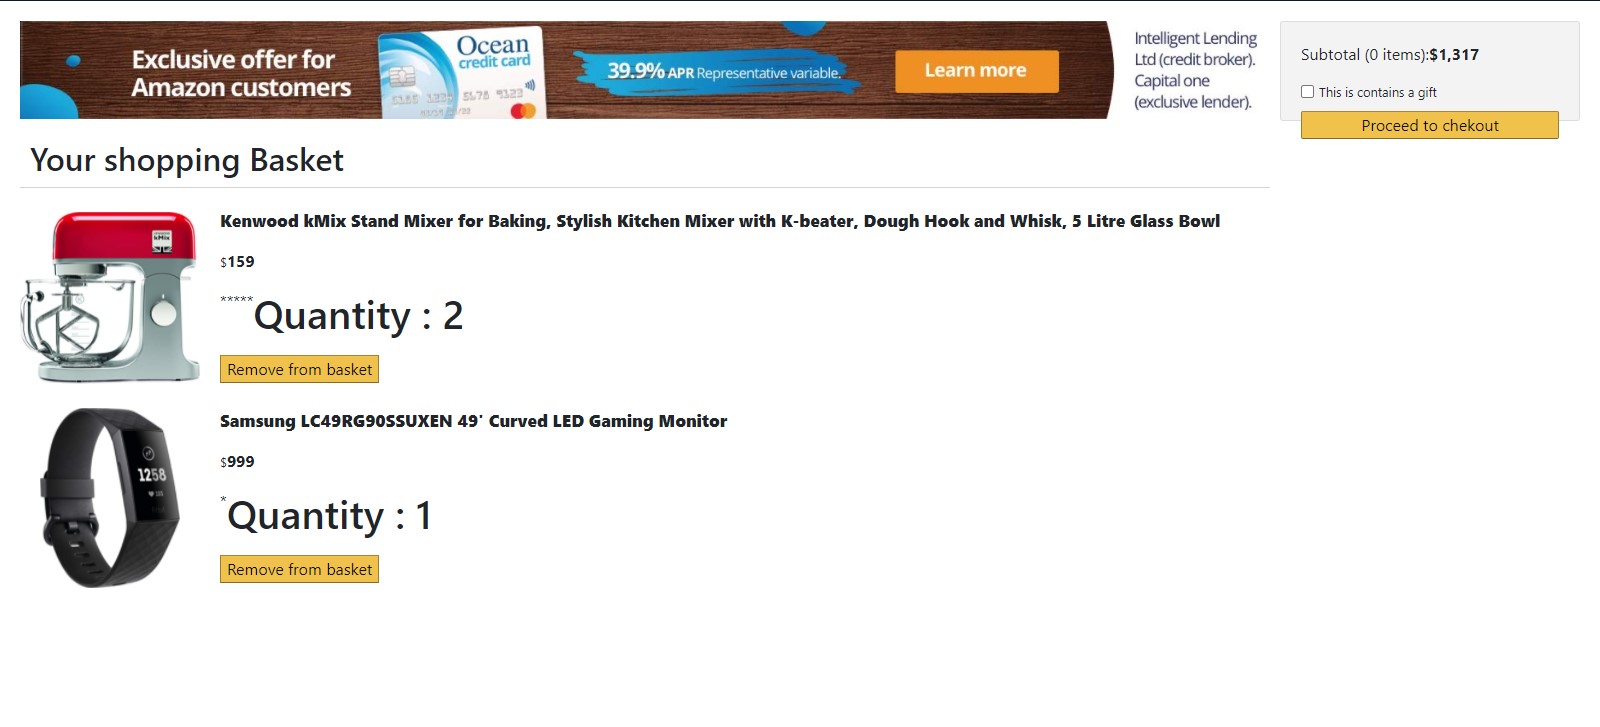 Exclusive offer for
Amazon customers
Ocean
credit card
39.9% APR Representative variable.
Learn more
Intelligent Lending
Ltd (credit broker).
Capital one
(exclusive lender).
Subtotal (0 items):$1,317
This is contains a gift
Proceed to chekout
Your shopping Basket
kMix
Kenwood kMix Stand Mixer for Baking, Stylish Kitchen Mixer with K-beater, Dough Hook and Whisk, 5 Litre Glass Bowl
$159
*****Quantity : 2
Remove from basket
1258
Samsung LC49RG90SSUXEN 49' Curved LED Gaming Monitor
$999
*Quantity : 1
Remove from basket